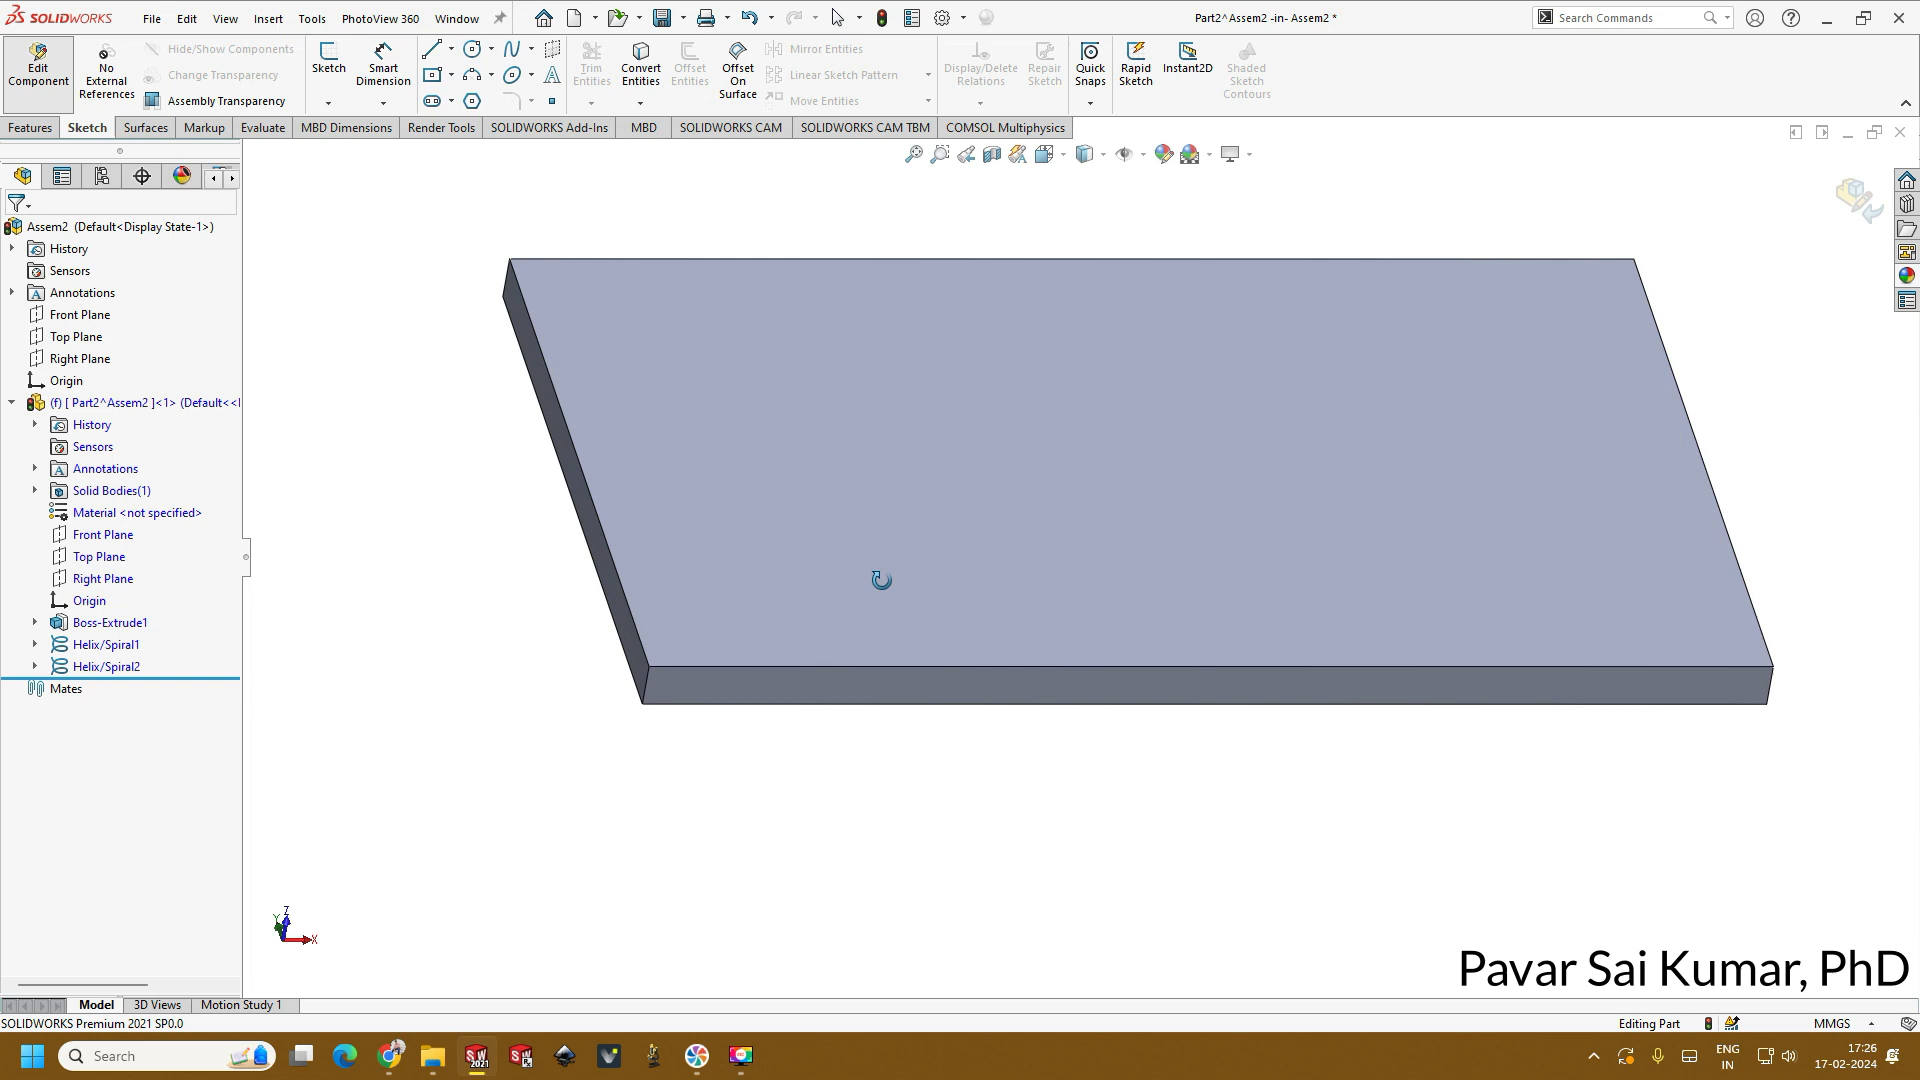 SOLIDWORKS File Edit View Insert Tools PhotoView 360 Window Part2^Assem2 -in- Assem2 * Search Commands
Edit Component
No External References
Hide/Show Components
Change Transparency
Assembly Transparency
Sketch
Smart Dimension
Trim Entities
Convert Entities
Offset Entities
Offset On Surface
Mirror Entities
Linear Sketch Pattern
Move Entities
Display/Delete Relations
Repair Sketch
Quick Snaps
Rapid Sketch
Instant2D
Shaded Sketch Contours
Features Sketch Surfaces Markup Evaluate MBD Dimensions Render Tools SOLIDWORKS Add-Ins MBD SOLIDWORKS CAM SOLIDWORKS CAM TBM COMSOL Multiphysics
Assem2 (Default<Display State-1>)
History
Sensors
Annotations
Front Plane
Top Plane
Right Plane
Origin
(f) [ Part2^Assem2 ]<1> (Default<<
History
Sensors
Annotations
Solid Bodies(1)
Material <not specified>
Front Plane
Top Plane
Right Plane
Origin
Boss-Extrude1
Helix/Spiral1
Helix/Spiral2
Mates
Z
Y
X
Pavar Sai Kumar, PhD
Model 3D Views Motion Study 1
SOLIDWORKS Premium 2021 SP0.0 Editing Part MMGS
Search
ENG
IN
17:26
17-02-2024